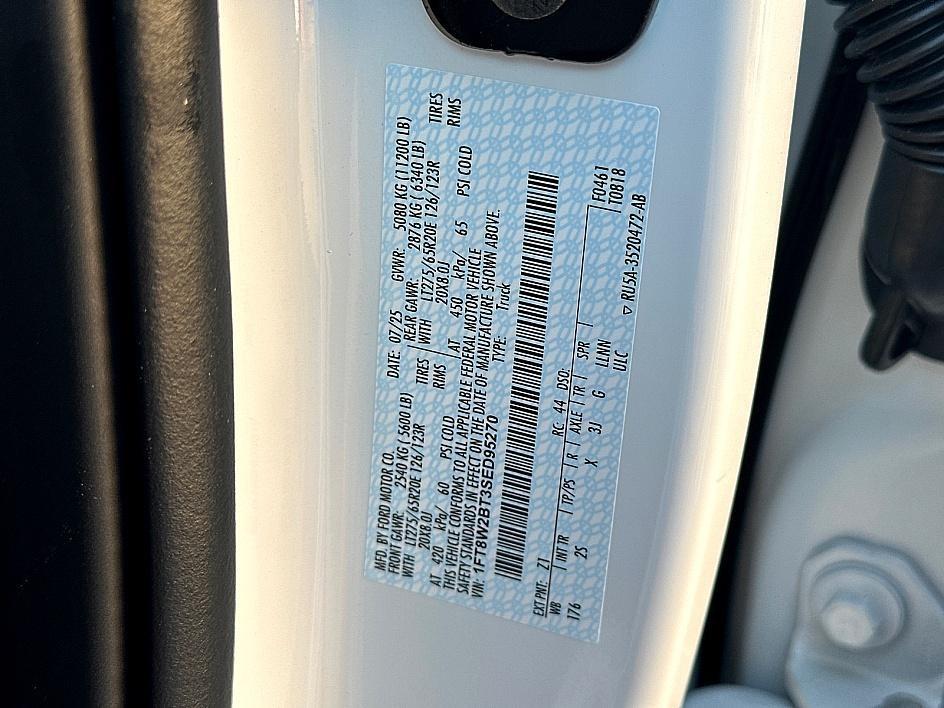 MFD. BY FORD MOTOR CO.
DATE: 07/25 GVWR: 5080 KG (11200 LB)
FRONT GAWR: 2540 KG ( 5600 LB) REAR GAWR: 2876 KG ( 6340 LB)
WITH LT275/65R20E 126/123R TIRES WITH LT275/65R20E 126/123R TIRES
20X8.0J RIMS 20X8.0J RIMS
AT 420 kPa/ 60 PSI COLD AT 450 kPa/ 65 PSI COLD
THIS VEHICLE CONFORMS TO ALL APPLICABLE FEDERAL MOTOR VEHICLE
SAFETY STANDARDS IN EFFECT ON THE DATE OF MANUFACTURE SHOWN ABOVE.
VIN: 1FT8W2BT3SED95270 TYPE: Truck
EXT PNT: Z1 RC: 44 DSO: F0461
WB INT TR TP/PS R AXLE TR SPR T0818
176 2S X 3J G LLNN
ULC ▽ RU5A-3520472-AB